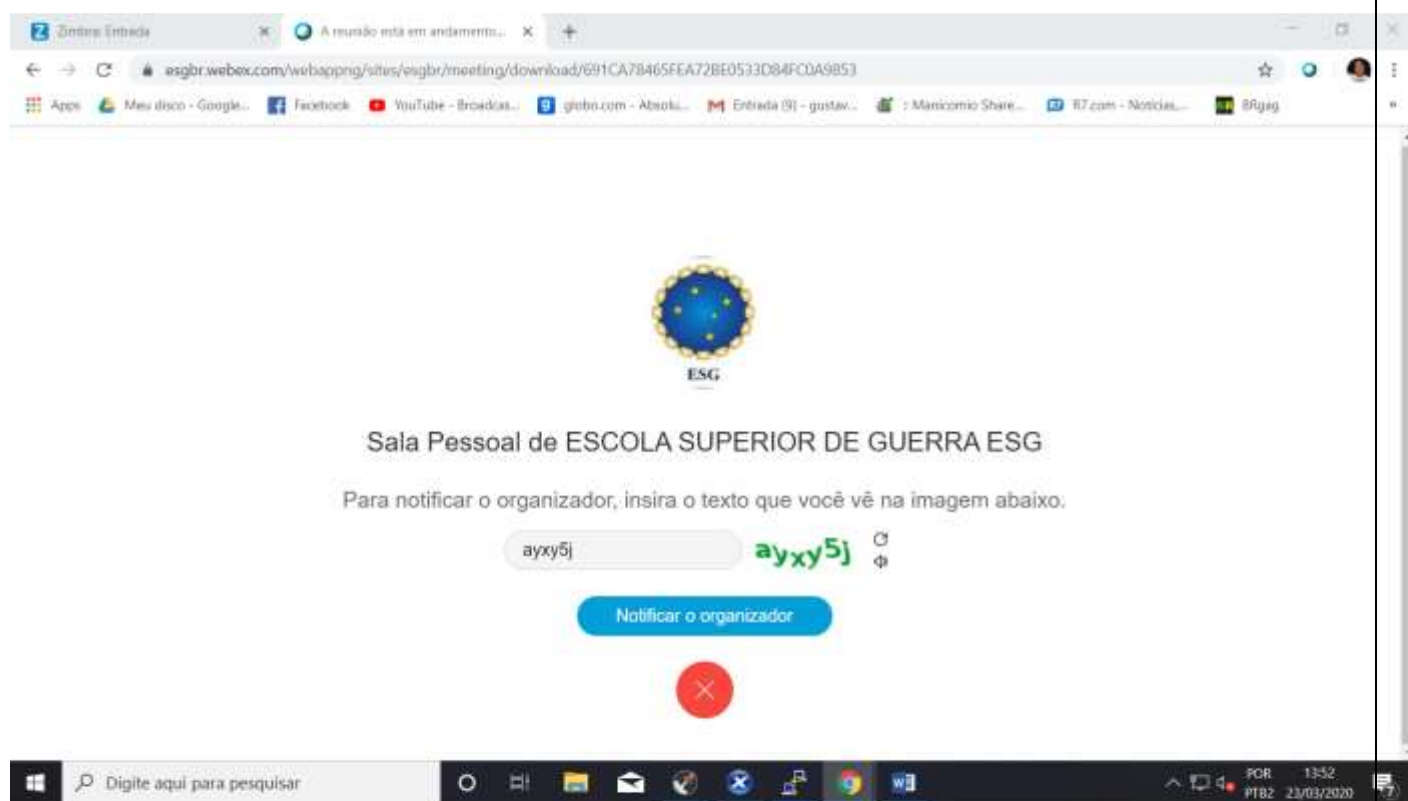 Zimbra: Entrada
A reunião está em andamento...
esgbr.webex.com/webappng/sites/esgbr/meeting/download/691CA78465FEA72BE0533D84FC0A9853
Apps Meu disco - Google... Facebook YouTube - Broadcas... globo.com - Absolu... Entrada (9) - gustav... : Manicomio Share... R7.com - Notícias,...
ESG
Sala Pessoal de ESCOLA SUPERIOR DE GUERRA ESG
Para notificar o organizador, insira o texto que você vê na imagem abaixo.
ayxy5j ayxy5j
Notificar o organizador
Digite aqui para pesquisar
POR 13:52
PTB2 23/03/2020
7